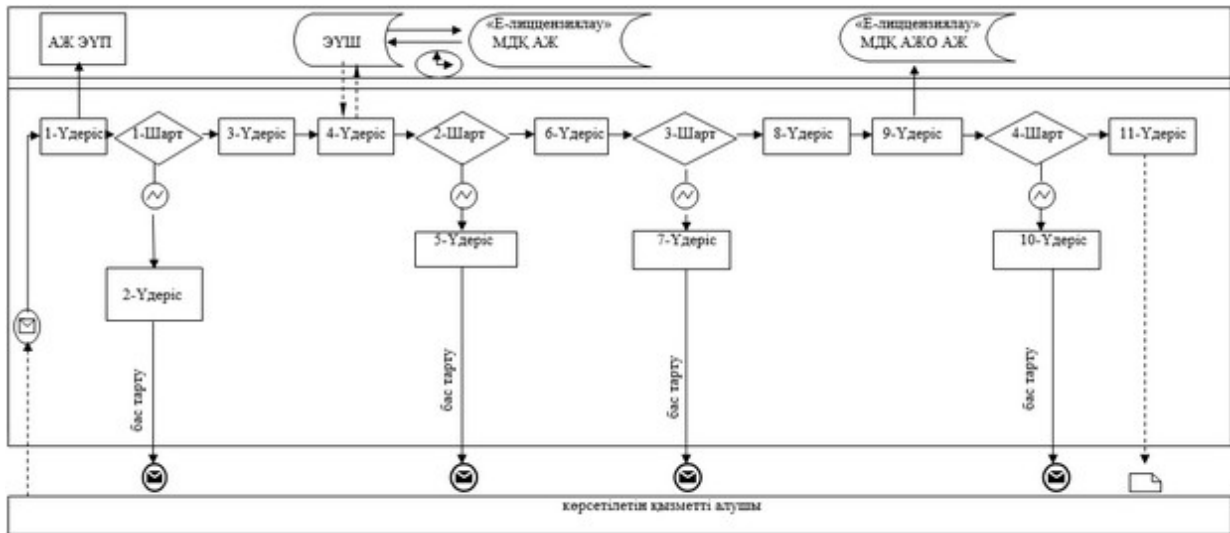 АЖ ЭҮП
ЭҮШ
«Е-лиццензиялау»
МДҚ АЖ
«Е-лиццензиялау»
МДҚ АЖО АЖ
1-Үдеріс
1-Шарт
3-Үдеріс
4-Үдеріс
2-Шарт
6-Үдеріс
3-Шарт
8-Үдеріс
9-Үдеріс
4-Шарт
11-Үдеріс
2-Үдеріс
5-Үдеріс
7-Үдеріс
10-Үдеріс
бас тарту
бас тарту
бас тарту
бас тарту
көрсетілетін қызметті алушы